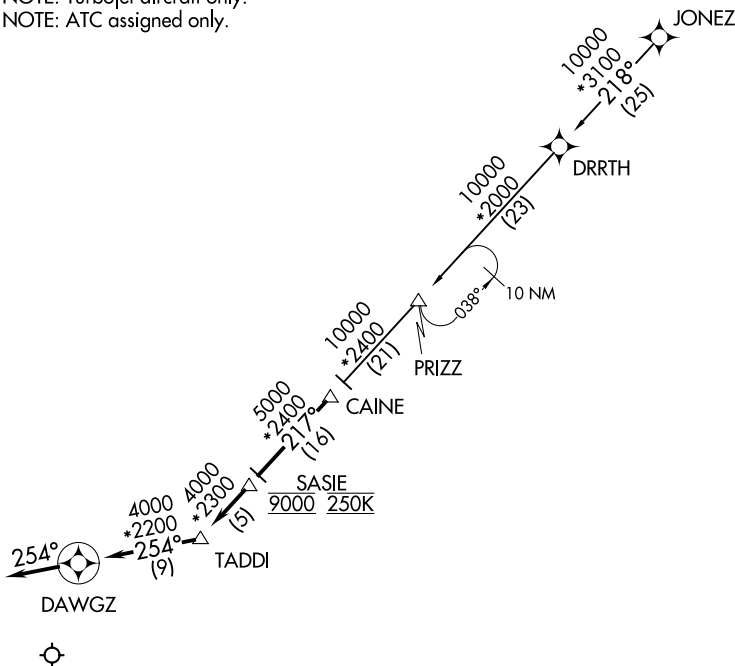 NOTE: Turbojet aircraft only.
NOTE: ATC assigned only.
JONEZ
10000
*3100
218°
(25)
DRRTH
10000
*2000
(23)
038°
10 NM
PRIZZ
10000
*2400
(21)
CAINE
5000
*2400
217°
(16)
SASIE
9000 250K
4000
*2300
(5)
TADDI
4000
*2200
254°
(9)
254°
DAWGZ